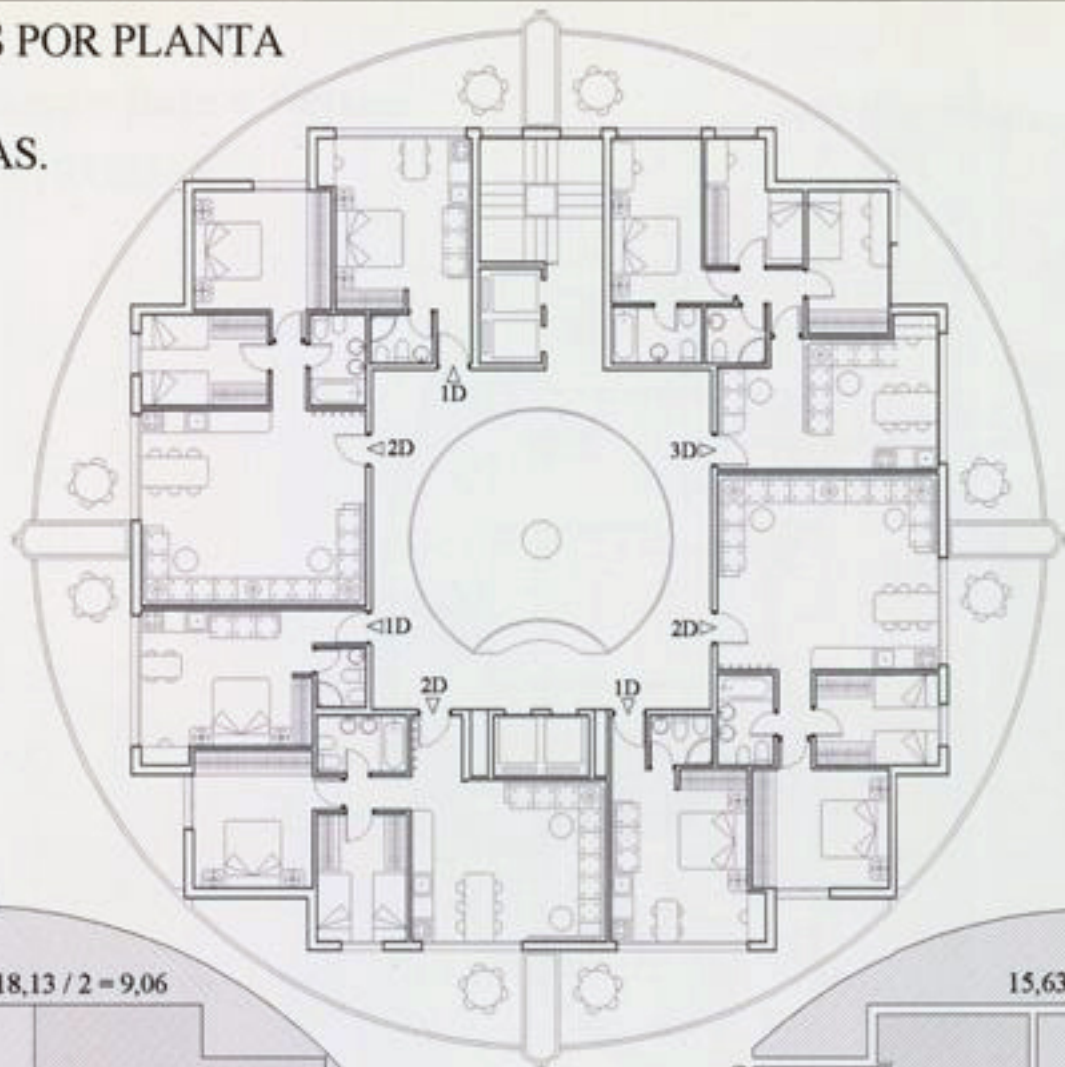 S POR PLANTA
AS.
1D
2D
3D
1D
2D
2D
1D
18,13 / 2 = 9,06
15,63